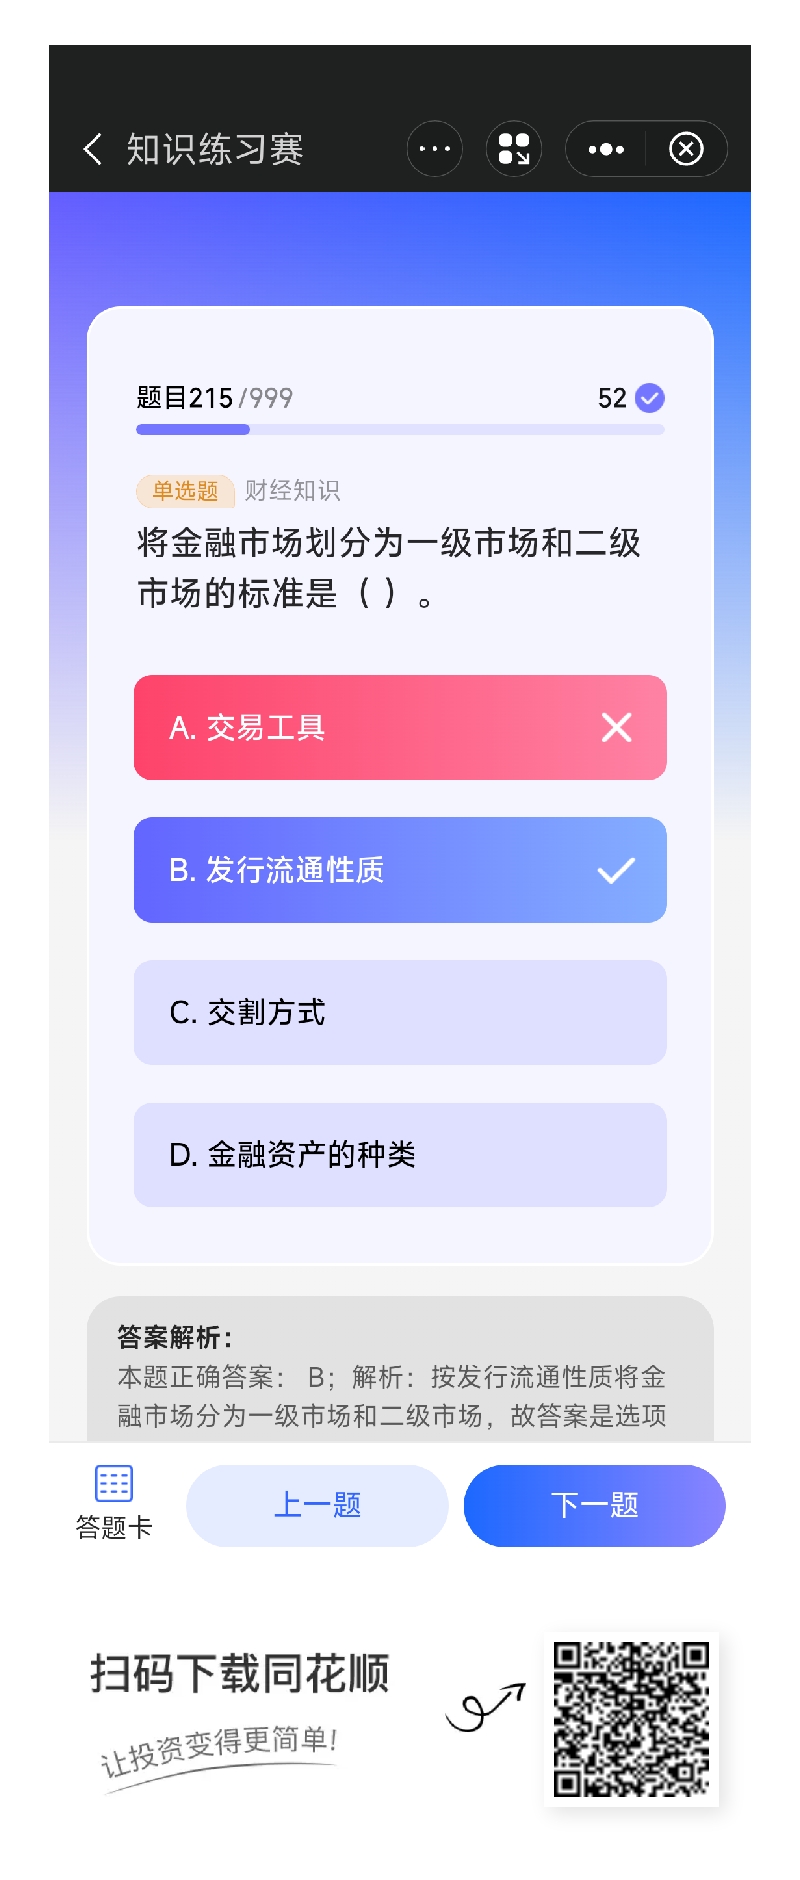 知识练习赛
题目215/999
52
单选题 财经知识
将金融市场划分为一级市场和二级
市场的标准是（ ）。
A. 交易工具
B. 发行流通性质
C. 交割方式
D. 金融资产的种类
答案解析：
本题正确答案： B；解析：按发行流通性质将金
融市场分为一级市场和二级市场，故答案是选项
答题卡
上一题
下一题
扫码下载同花顺
让投资变得更简单!